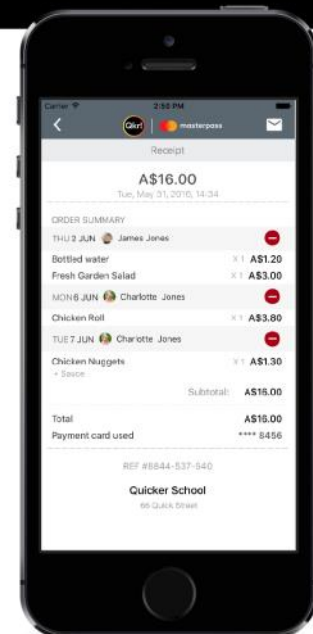 Carrier 2:50 PM
Qkr! masterpass
Receipt
A$16.00
Tue, May 31, 2016, 14:34
ORDER SUMMARY
THU 2 JUN James Jones
Bottled water X 1 A$1.20
Fresh Garden Salad X 1 A$3.00
MON 6 JUN Charlotte Jones
Chicken Roll X 1 A$3.80
TUE 7 JUN Charlotte Jones
Chicken Nuggets X 1 A$1.30
+ Sauce
Subtotal: A$16.00
Total A$16.00
Payment card used **** 8456
REF #8844-537-940
Quicker School
66 Quick Street